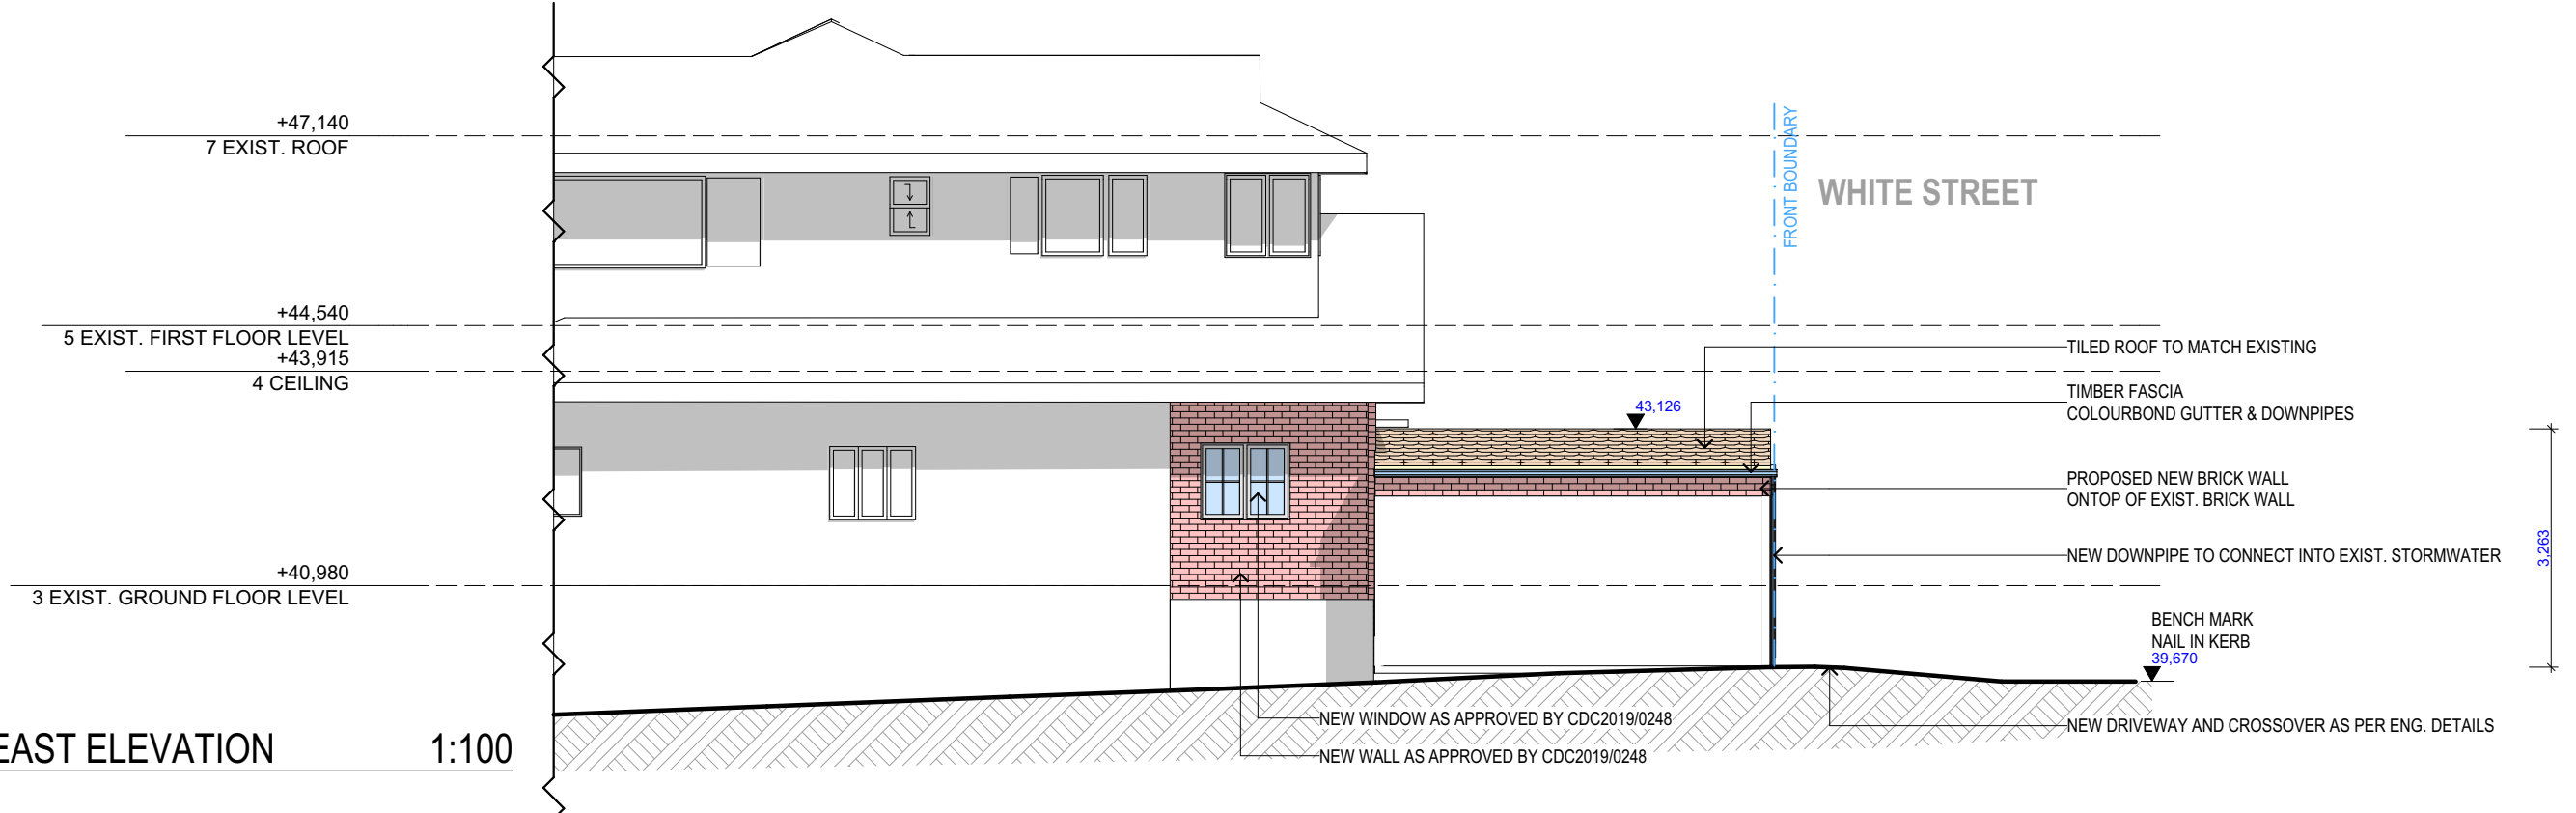 +47,140
7 EXIST. ROOF
FRONT BOUNDARY
WHITE STREET
+44,540
5 EXIST. FIRST FLOOR LEVEL
+43,915
4 CEILING
TILED ROOF TO MATCH EXISTING
TIMBER FASCIA
COLOURBOND GUTTER & DOWNPIPES
43,126
PROPOSED NEW BRICK WALL
ONTOP OF EXIST. BRICK WALL
NEW DOWNPIPE TO CONNECT INTO EXIST. STORMWATER
3,263
+40,980
3 EXIST. GROUND FLOOR LEVEL
BENCH MARK
NAIL IN KERB
39,670
NEW WINDOW AS APPROVED BY CDC2019/0248
NEW DRIVEWAY AND CROSSOVER AS PER ENG. DETAILS
NEW WALL AS APPROVED BY CDC2019/0248
EAST ELEVATION 1:100